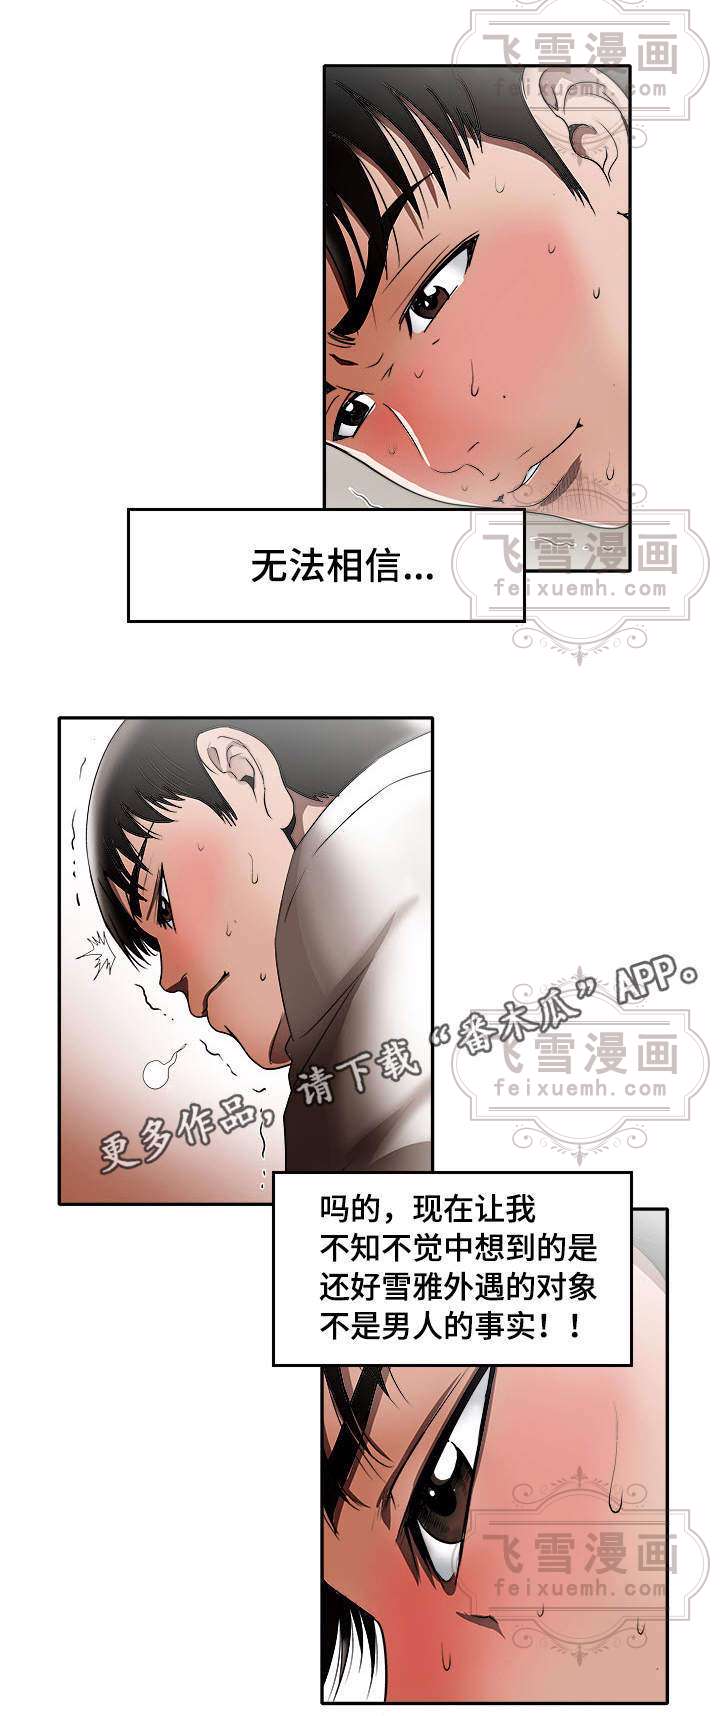 飞雪漫画
feixuemh.com
无法相信...
飞雪漫画
feixuemh.com
更多作品，请下载“番木瓜”APP。
飞雪漫画
feixuemh.com
吗的，现在让我
不知不觉中想到的是
还好雪雅外遇的对象
不是男人的事实！！
飞雪漫画
feixuemh.com